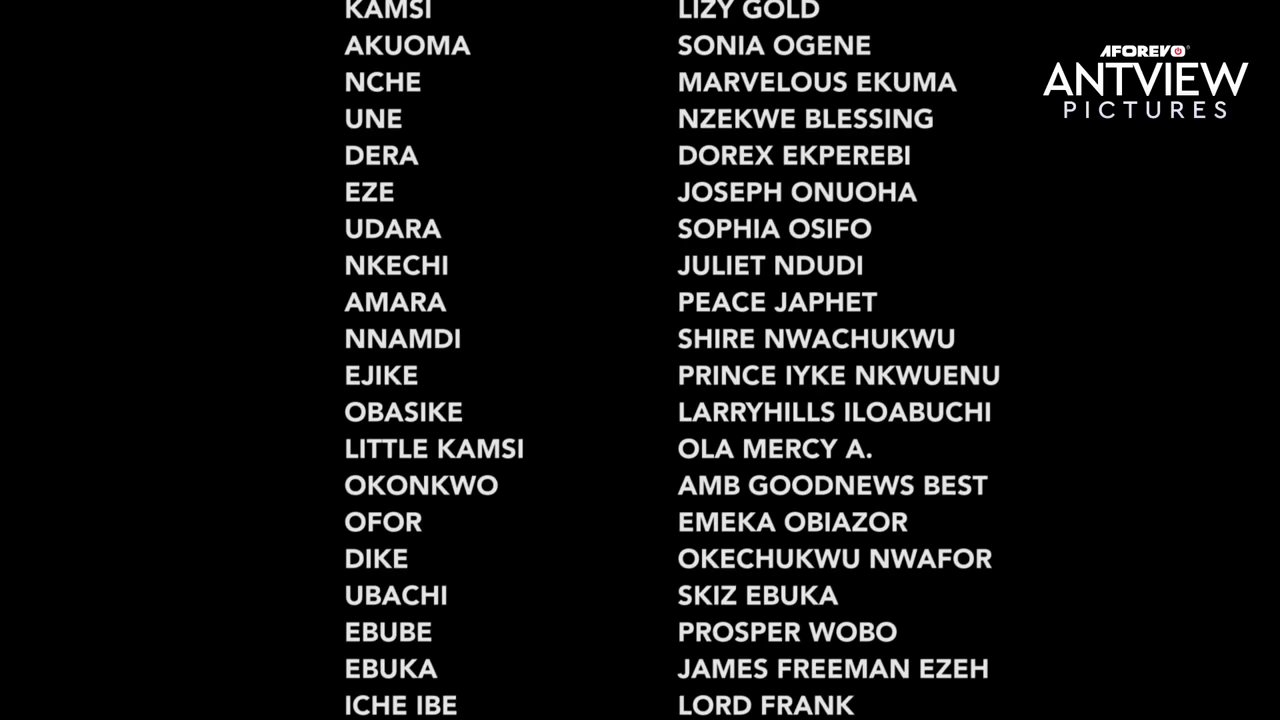 KAMSI LIZY GOLD
AKUOMA SONIA OGENE
NCHE MARVELOUS EKUMA
UNE NZEKWE BLESSING
DERA DOREX EKPEREBI
EZE JOSEPH ONUOHA
UDARA SOPHIA OSIFO
NKECHI JULIET NDUDI
AMARA PEACE JAPHET
NNAMDI SHIRE NWACHUKWU
EJIKE PRINCE IYKE NKWUENU
OBASIKE LARRYHILLS ILOABUCHI
LITTLE KAMSI OLA MERCY A.
OKONKWO AMB GOODNEWS BEST
OFOR EMEKA OBIAZOR
DIKE OKECHUKWU NWAFOR
UBACHI SKIZ EBUKA
EBUBE PROSPER WOBO
EBUKA JAMES FREEMAN EZEH
ICHE IBE LORD FRANK
AFOREVO
ANTVIEW
PICTURES